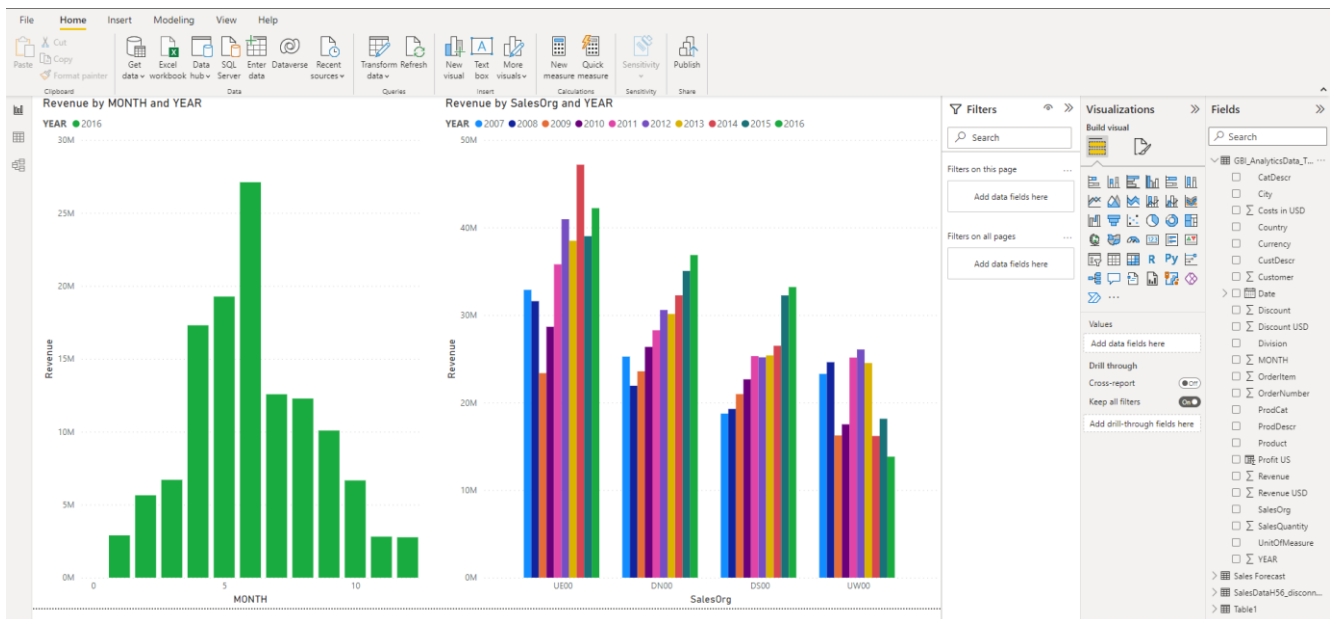 File Home Insert Modeling View Help
Paste
Cut
Copy
Format painter
Clipboard
Get data
Excel workbook
Data hub
SQL Server
Enter data
Dataverse
Recent sources
Data
Transform data
Refresh
Queries
New visual
Text box
More visuals
Insert
New measure
Quick measure
Calculations
Sensitivity
Sensitivity
Publish
Share
Revenue by MONTH and YEAR
YEAR 2016
30M
25M
20M
15M
10M
5M
0M
Revenue
0 5 10
MONTH
Revenue by SalesOrg and YEAR
YEAR 2007 2008 2009 2010 2011 2012 2013 2014 2015 2016
50M
40M
30M
20M
10M
0M
Revenue
UE00 DN00 DS00 UW00
SalesOrg
Filters
Search
Filters on this page ...
Add data fields here
Filters on all pages ...
Add data fields here
Visualizations
Build visual
R Py
...
Values
Add data fields here
Drill through
Cross-report Off
Keep all filters On
Add drill-through fields here
Fields
Search
GBI_AnalyticsData_T... ...
CatDescr
City
∑ Costs in USD
Country
Currency
CustDescr
∑ Customer
Date
∑ Discount
∑ Discount USD
Division
∑ MONTH
∑ OrderItem
∑ OrderNumber
ProdCat
ProdDescr
Product
Profit US
∑ Revenue
∑ Revenue USD
SalesOrg
∑ SalesQuantity
UnitOfMeasure
∑ YEAR
Sales Forecast
SalesDataH56_disconn...
Table1